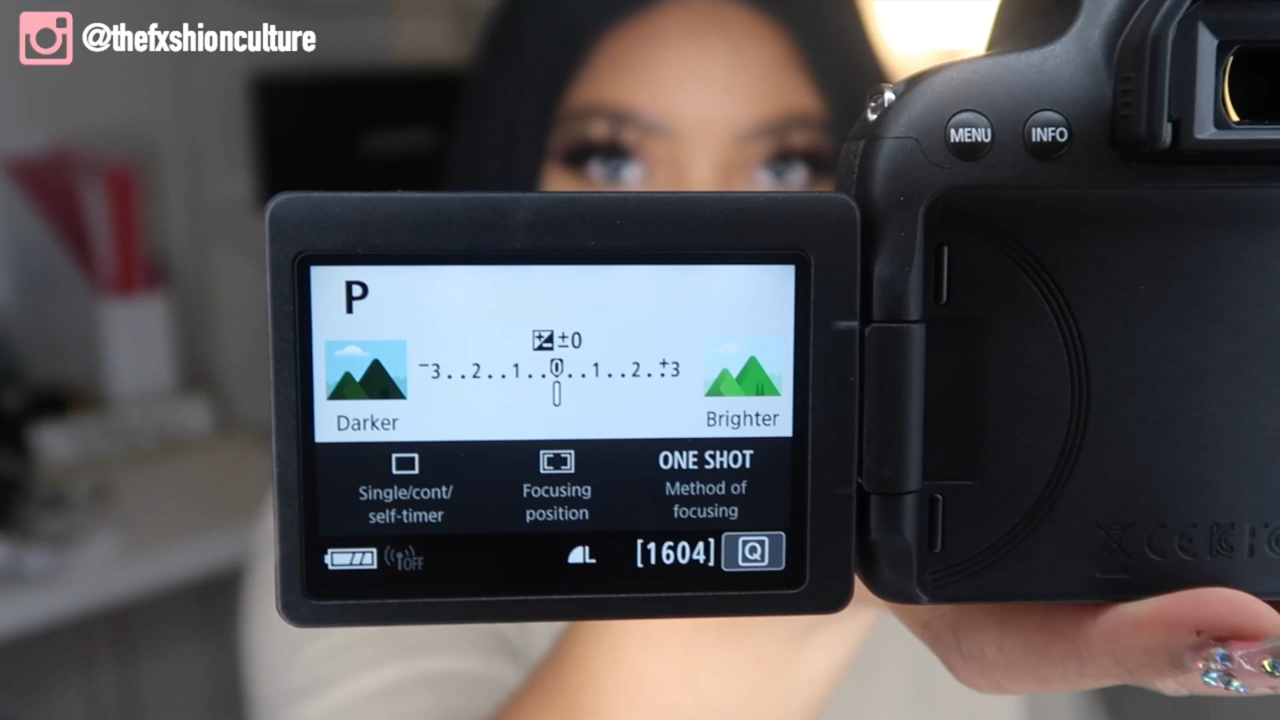 @thefxshionculture
MENU INFO
P
±0
-3..2..1..0..1..2..+3
Darker
Brighter
ONE SHOT
Single/cont/
self-timer
Focusing
position
Method of
focusing
OFF
L
[1604]
Q